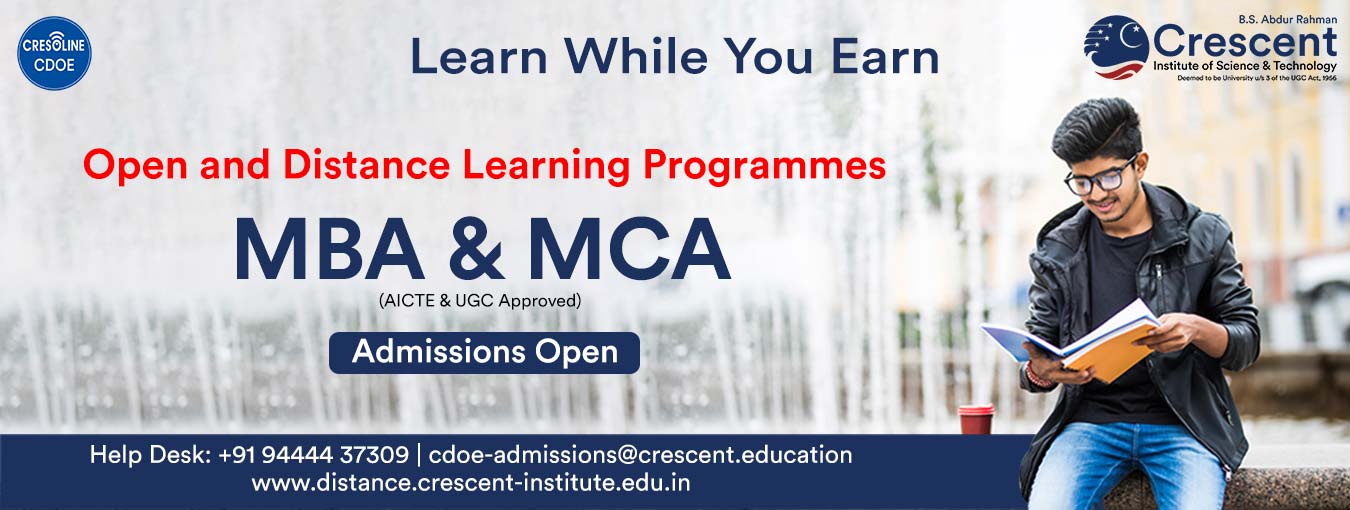 CRESOLINE
CDOE
Learn While You Earn
B.S. Abdur Rahman
Crescent
Institute of Science & Technology
Deemed to be University u/s 3 of the UGC Act, 1956
Open and Distance Learning Programmes
MBA & MCA
(AICTE & UGC Approved)
Admissions Open
Help Desk: +91 94444 37309 | cdoe-admissions@crescent.education
www.distance.crescent-institute.edu.in